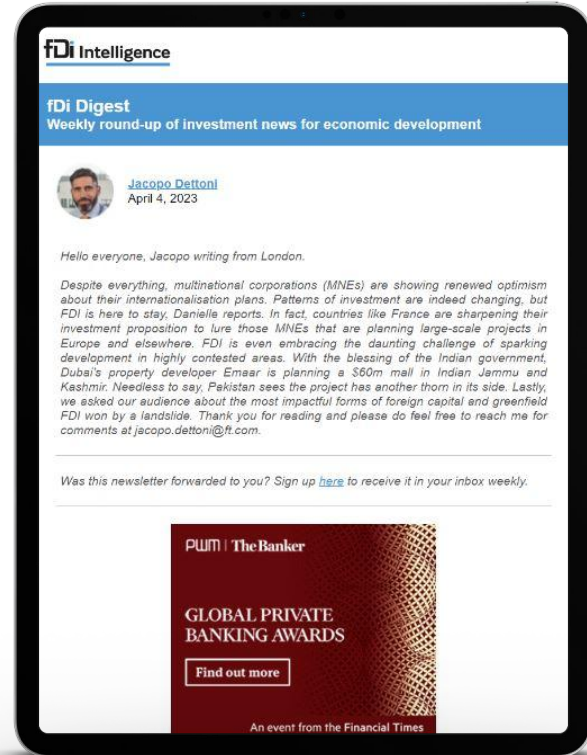 fDi Intelligence
fDi Digest
Weekly round-up of investment news for economic development
Jacopo Dettoni
April 4, 2023
Hello everyone, Jacopo writing from London.
Despite everything, multinational corporations (MNEs) are showing renewed optimism
about their internationalisation plans. Patterns of investment are indeed changing, but
FDI is here to stay, Danielle reports. In fact, countries like France are sharpening their
investment proposition to lure those MNEs that are planning large-scale projects in
Europe and elsewhere. FDI is even embracing the daunting challenge of sparking
development in highly contested areas. With the blessing of the Indian government,
Dubai's property developer Emaar is planning a $60m mall in Indian Jammu and
Kashmir. Needless to say, Pakistan sees the project has another thorn in its side. Lastly,
we asked our audience about the most impactful forms of foreign capital and greenfield
FDI won by a landslide. Thank you for reading and please do feel free to reach me for
comments at jacopo.dettoni@ft.com.
Was this newsletter forwarded to you? Sign up here to receive it in your inbox weekly.
PWM | The Banker
GLOBAL PRIVATE
BANKING AWARDS
Find out more
An event from the Financial Times